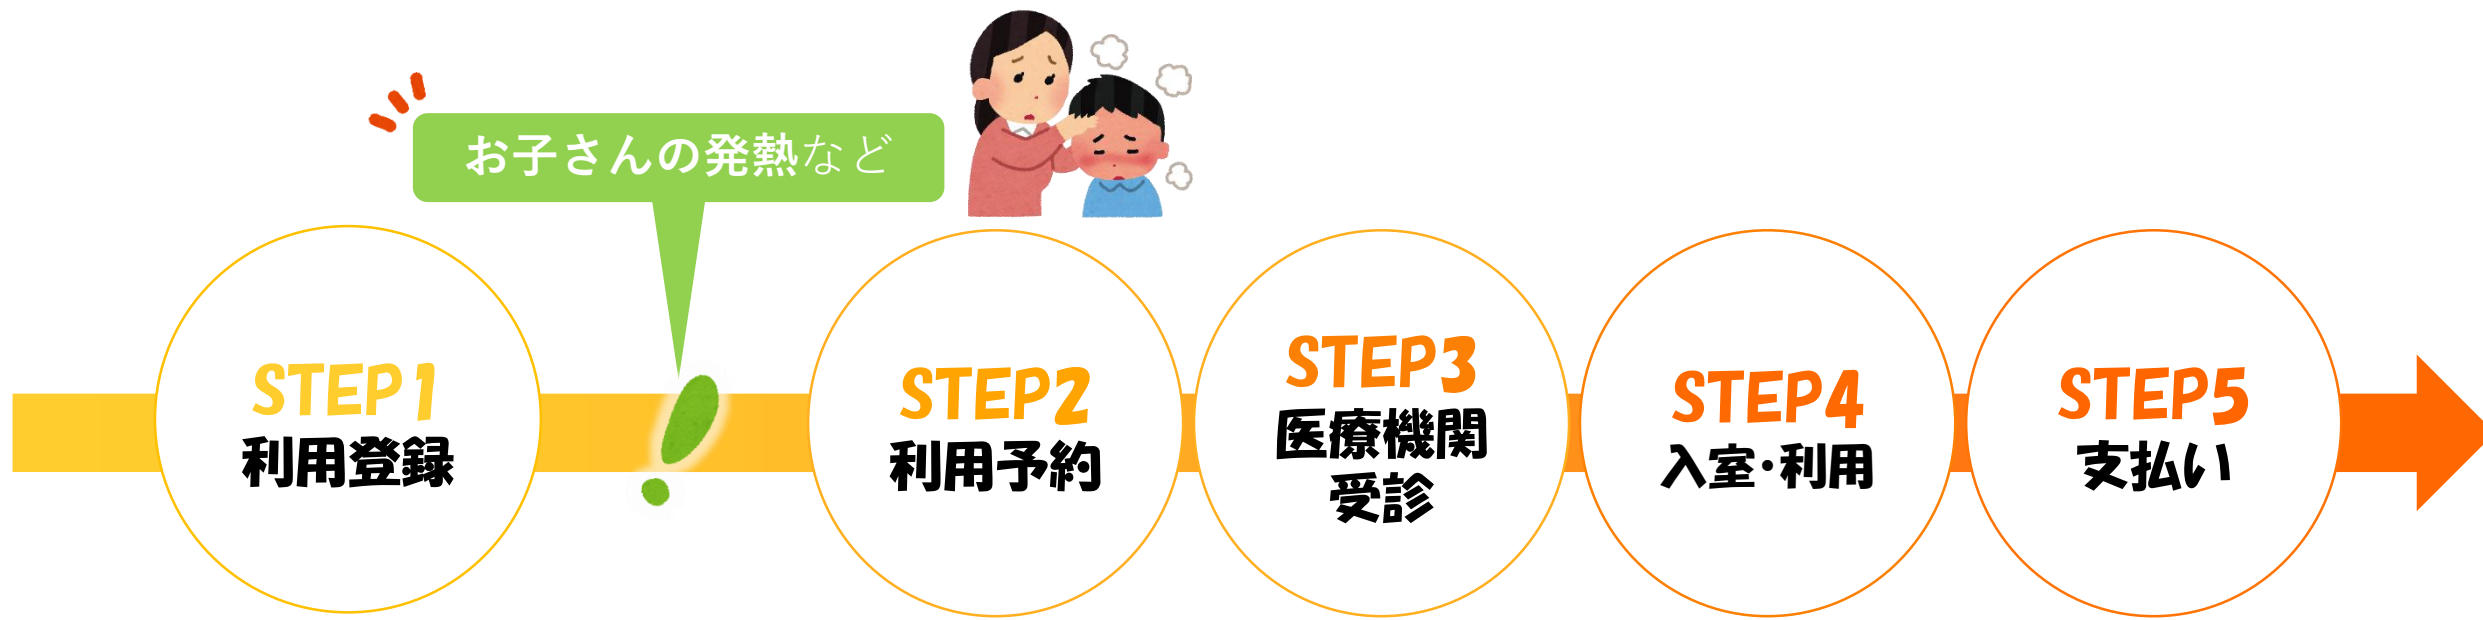 お子さんの発熱など
STEP1
利用登録
STEP2
利用予約
STEP3
医療機関
受診
STEP4
入室・利用
STEP5
支払い